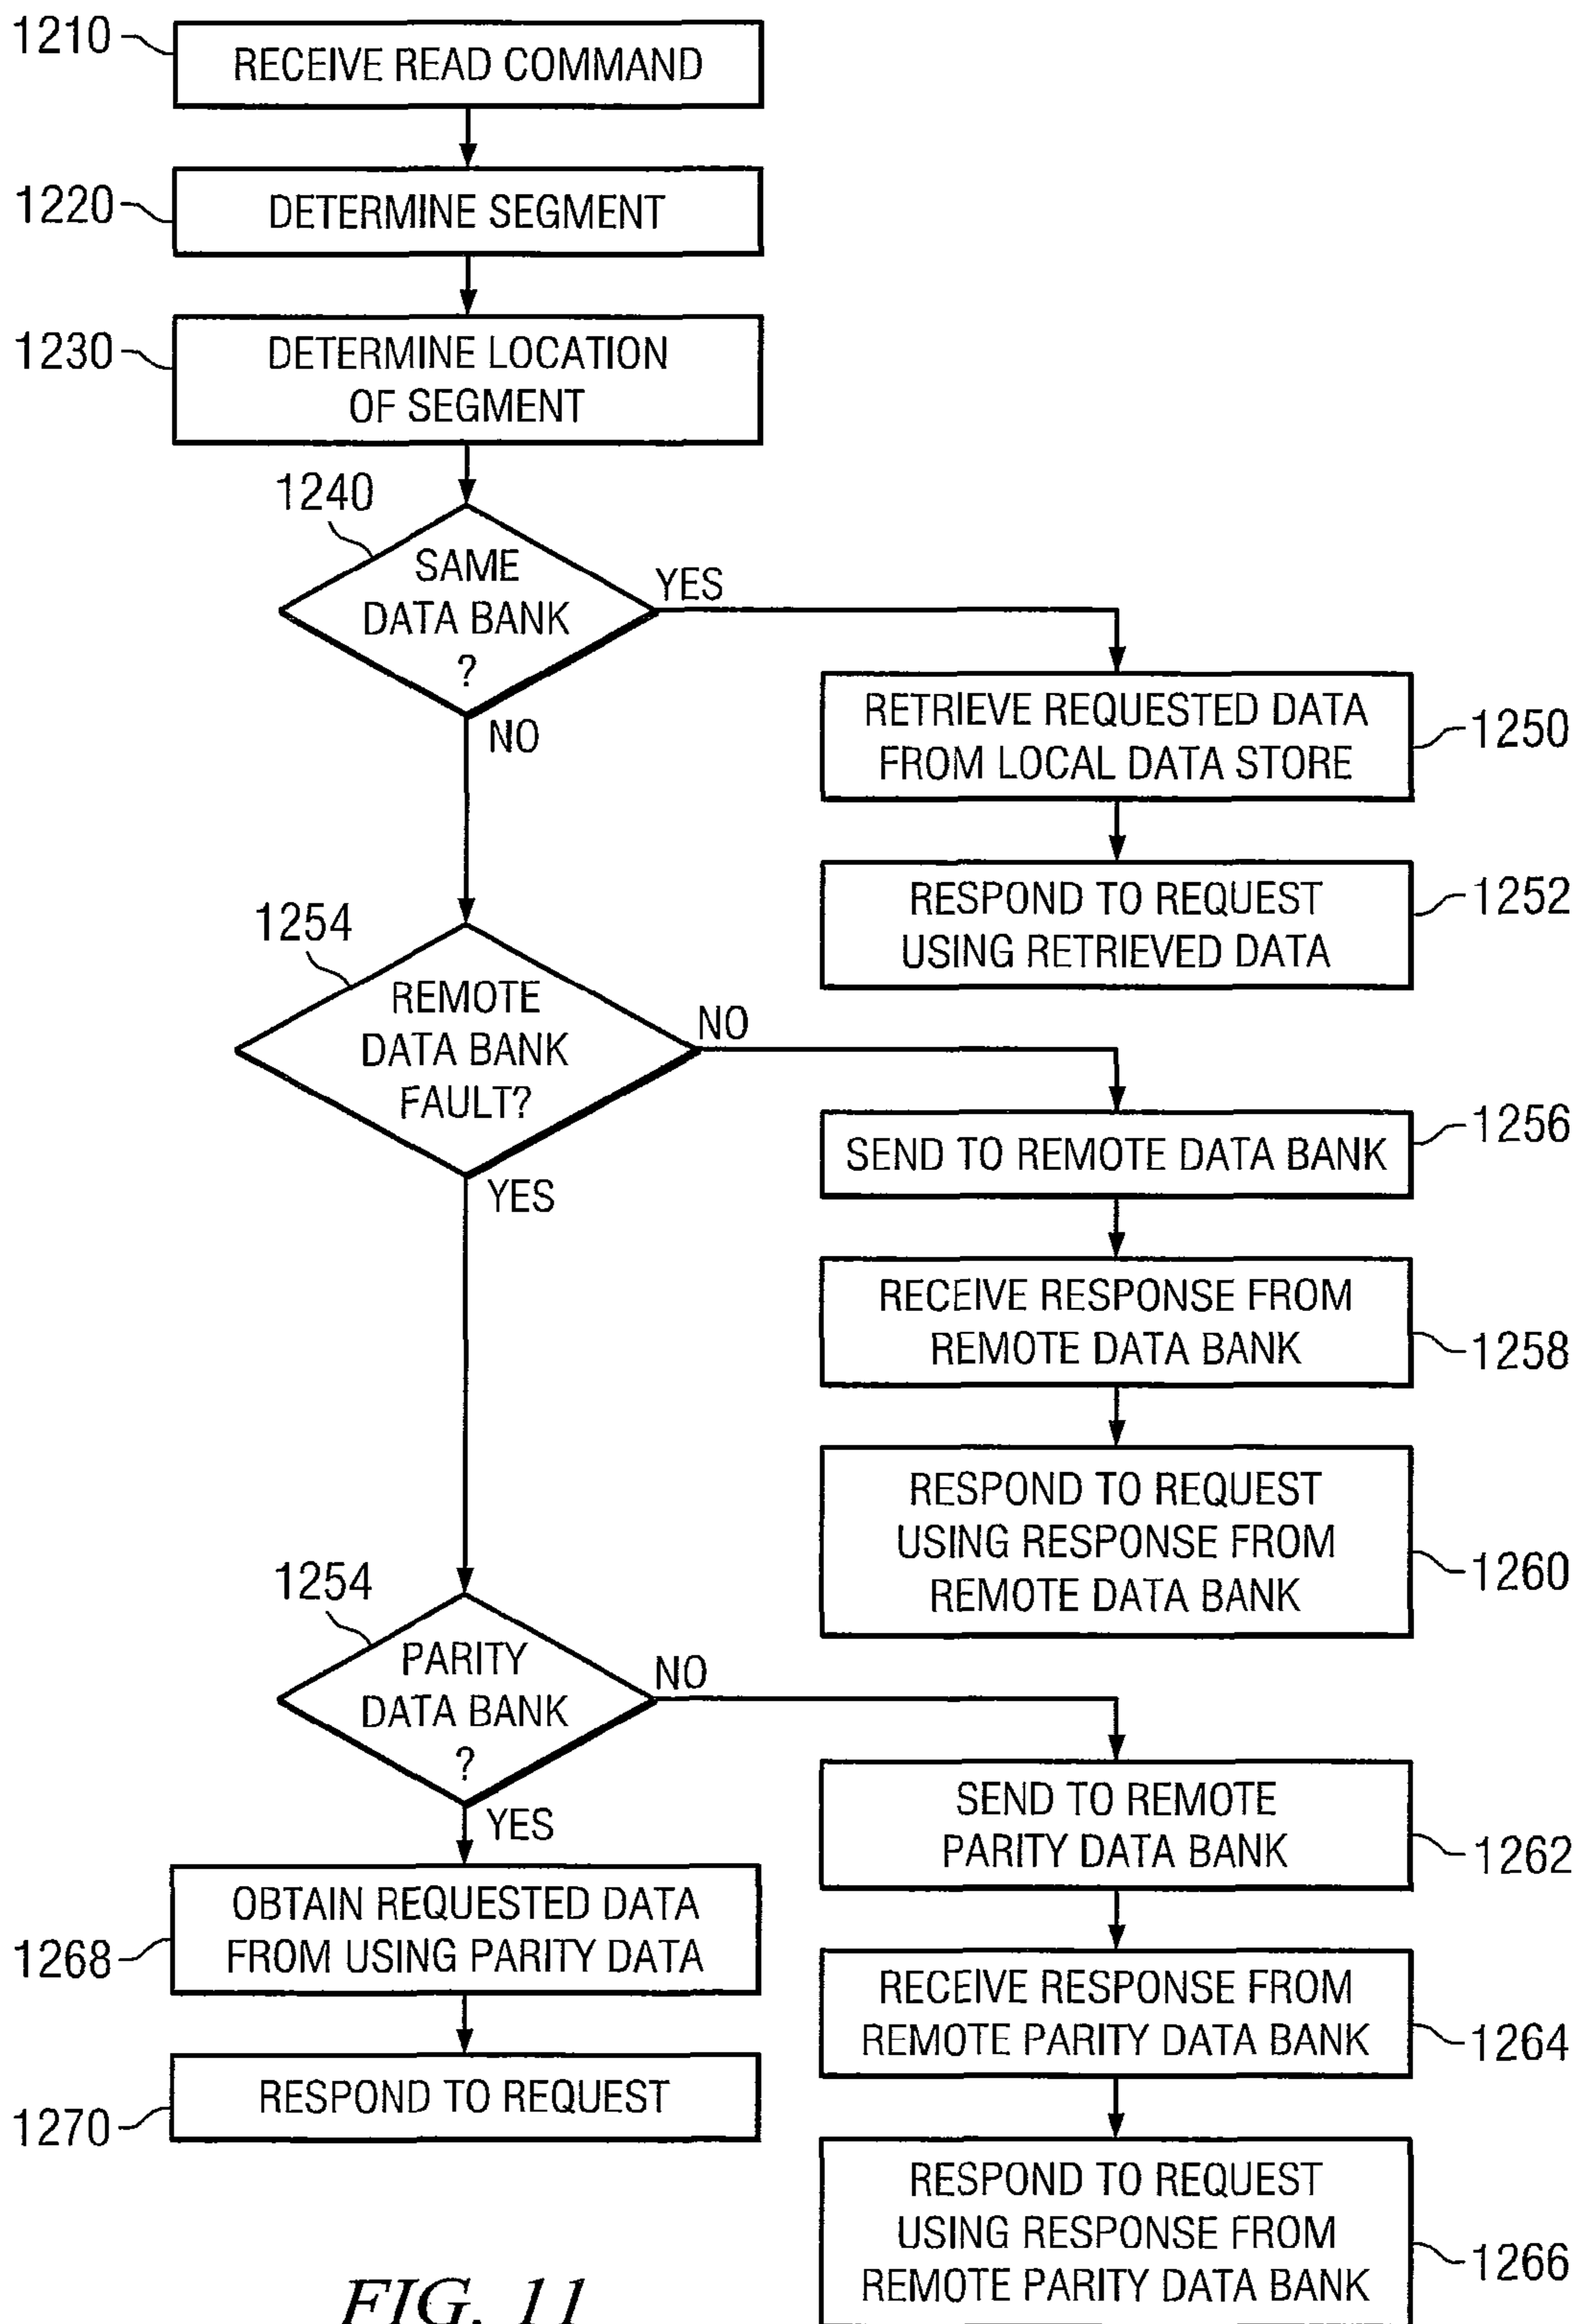 1210
RECEIVE READ COMMAND
1220
DETERMINE SEGMENT
1230
DETERMINE LOCATION
OF SEGMENT
1240
SAME
DATA BANK
?
YES
NO
RETRIEVE REQUESTED DATA
FROM LOCAL DATA STORE
1250
RESPOND TO REQUEST
USING RETRIEVED DATA
1252
1254
REMOTE
DATA BANK
FAULT?
NO
YES
SEND TO REMOTE DATA BANK
1256
RECEIVE RESPONSE FROM
REMOTE DATA BANK
1258
RESPOND TO REQUEST
USING RESPONSE FROM
REMOTE DATA BANK
1260
1254
PARITY
DATA BANK
?
NO
YES
SEND TO REMOTE
PARITY DATA BANK
1262
OBTAIN REQUESTED DATA
FROM USING PARITY DATA
1268
RECEIVE RESPONSE FROM
REMOTE PARITY DATA BANK
1264
RESPOND TO REQUEST
1270
RESPOND TO REQUEST
USING RESPONSE FROM
REMOTE PARITY DATA BANK
1266
FIG. 11